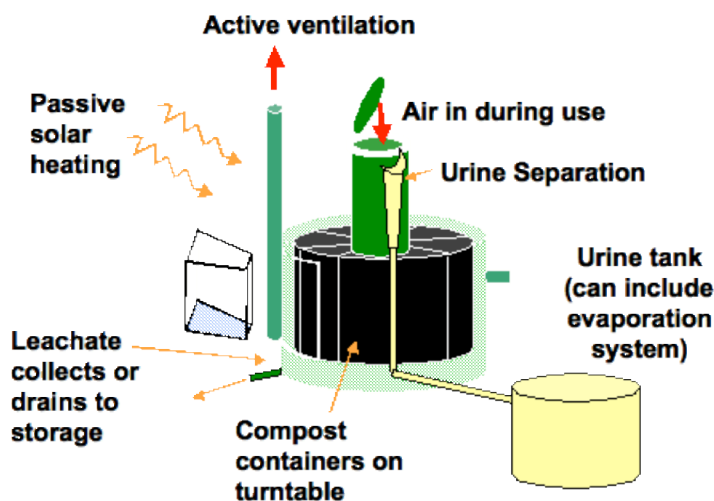 Active ventilation
Passive
solar
heating
Air in during use
Urine Separation
Urine tank
(can include
evaporation
system)
Leachate
collects or
drains to
storage
Compost
containers on
turntable